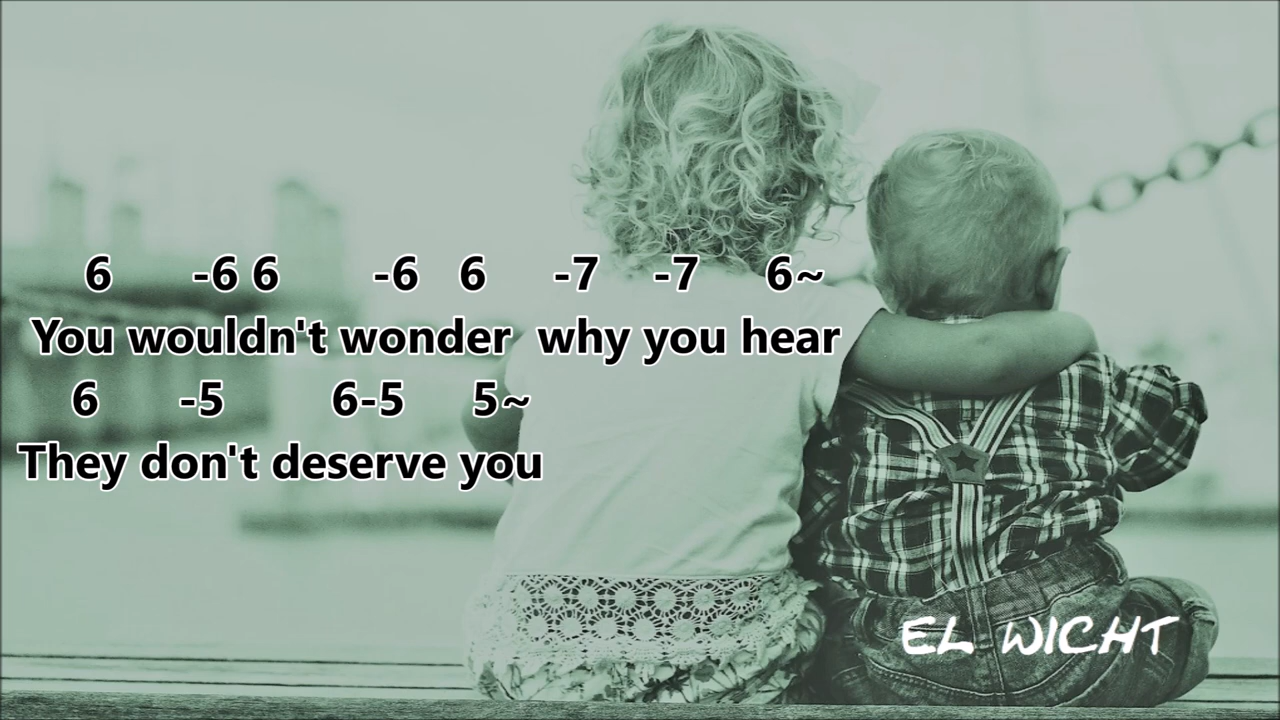 6 -6 6 -6 6 -7 -7 6~
You wouldn't wonder why you hear
6 -5 6-5 5~
They don't deserve you
EL WICHT